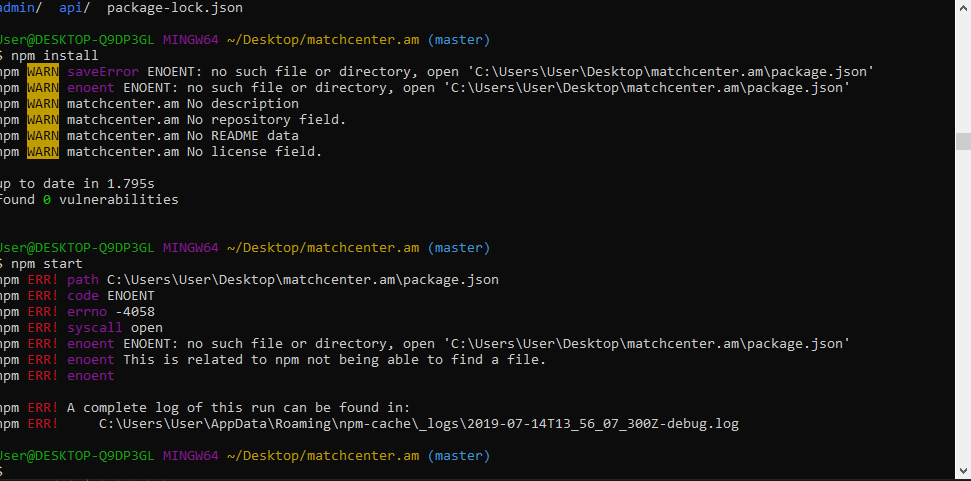 admin/  api/  package-lock.json
User@DESKTOP-Q9DP3GL MINGW64 ~/Desktop/matchcenter.am (master)
$ npm install
npm WARN saveError ENOENT: no such file or directory, open 'C:\Users\User\Desktop\matchcenter.am\package.json'
npm WARN enoent ENOENT: no such file or directory, open 'C:\Users\User\Desktop\matchcenter.am\package.json'
npm WARN matchcenter.am No description
npm WARN matchcenter.am No repository field.
npm WARN matchcenter.am No README data
npm WARN matchcenter.am No license field.
up to date in 1.795s
found 0 vulnerabilities
User@DESKTOP-Q9DP3GL MINGW64 ~/Desktop/matchcenter.am (master)
$ npm start
npm ERR! path C:\Users\User\Desktop\matchcenter.am\package.json
npm ERR! code ENOENT
npm ERR! errno -4058
npm ERR! syscall open
npm ERR! enoent ENOENT: no such file or directory, open 'C:\Users\User\Desktop\matchcenter.am\package.json'
npm ERR! enoent This is related to npm not being able to find a file.
npm ERR! enoent
npm ERR! A complete log of this run can be found in:
npm ERR!     C:\Users\User\AppData\Roaming\npm-cache\_logs\2019-07-14T13_56_07_300Z-debug.log
User@DESKTOP-Q9DP3GL MINGW64 ~/Desktop/matchcenter.am (master)
$